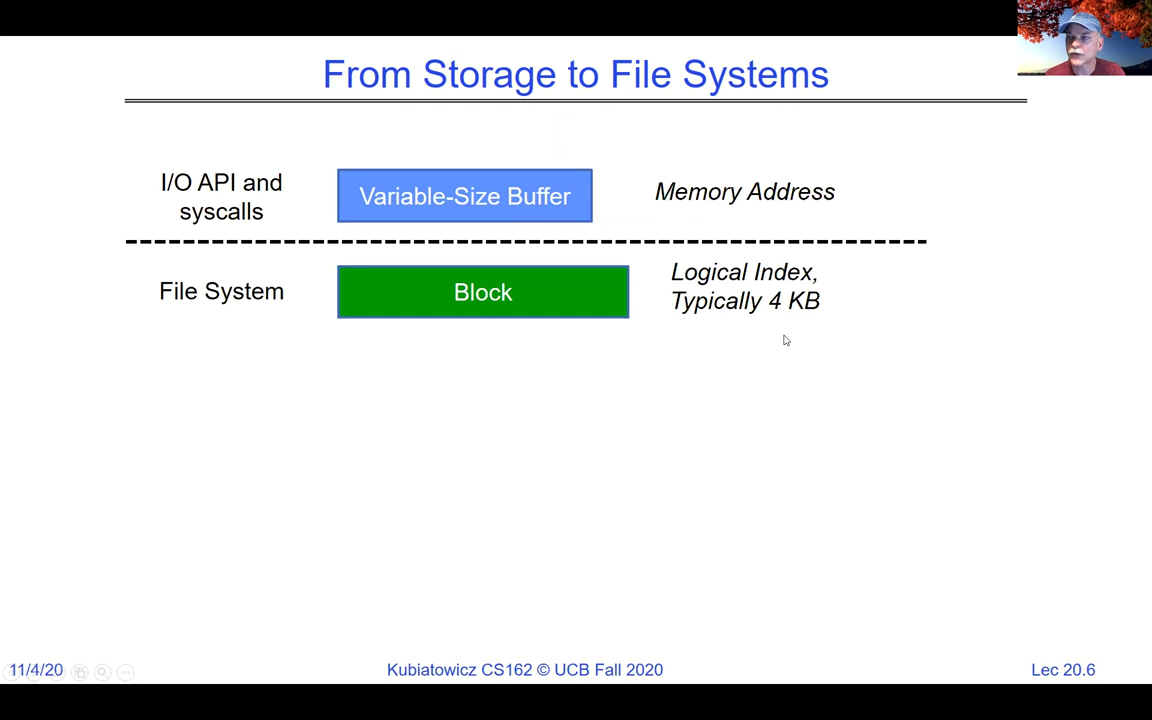 From Storage to File Systems
I/O API and
syscalls
Variable-Size Buffer
Memory Address
File System
Block
Logical Index,
Typically 4 KB
11/4/20
Kubiatowicz CS162 © UCB Fall 2020
Lec 20.6